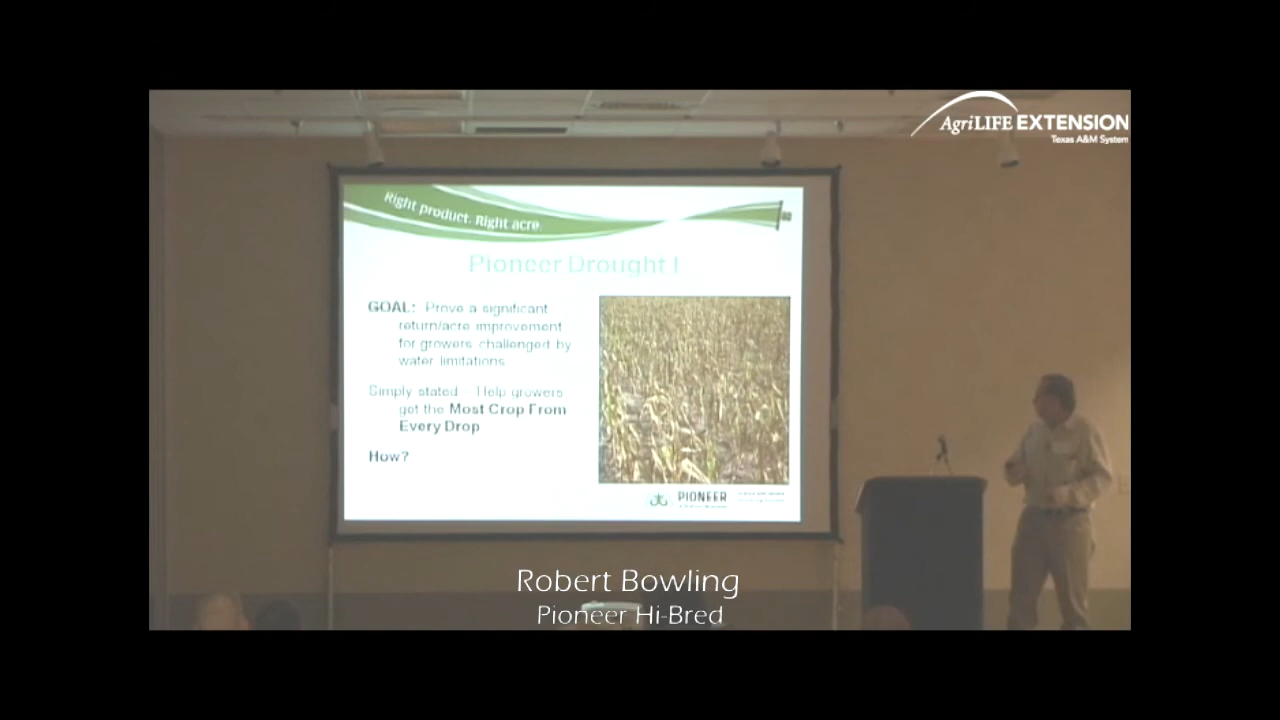 AgriLIFE EXTENSION
Texas A&M System
Right product. Right acre.
Pioneer Drought I
GOAL: Prove a significant
return/acre improvement
for growers challenged by
water limitations
Simply stated – Help growers
get the Most Crop From
Every Drop
How?
PIONEER
Robert Bowling
Pioneer Hi-Bred